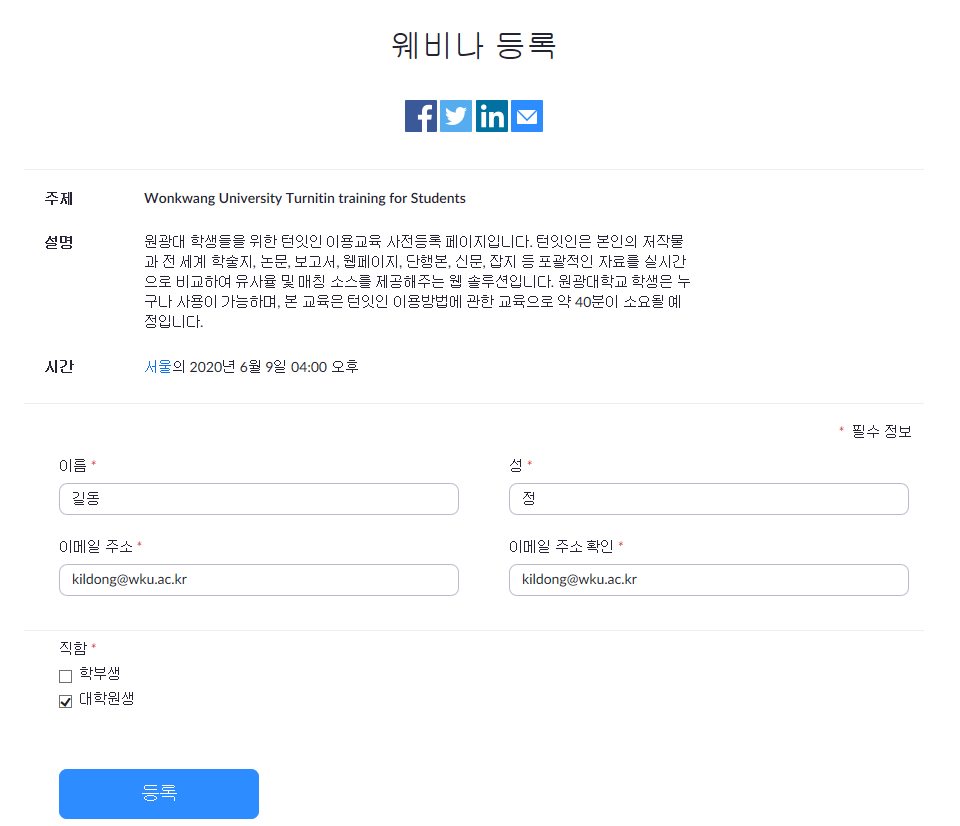 웨비나 등록
주제 Wonkwang University Turnitin training for Students
설명 원광대 학생들을 위한 턴잇인 이용교육 사전등록 페이지입니다. 턴잇인은 본인의 저작물
과 전 세계 학술지, 논문, 보고서, 웹페이지, 단행본, 신문, 잡지 등 포괄적인 자료를 실시간
으로 비교하여 유사율 및 매칭 소스를 제공해주는 웹 솔루션입니다. 원광대학교 학생은 누
구나 사용이 가능하며, 본 교육은 턴잇인 이용방법에 관한 교육으로 약 40분이 소요될 예
정입니다.
시간 서울의 2020년 6월 9일 04:00 오후
* 필수 정보
이름 * 성 *
길동 정
이메일 주소 * 이메일 주소 확인 *
kildong@wku.ac.kr kildong@wku.ac.kr
직함 *
학부생
대학원생
등록